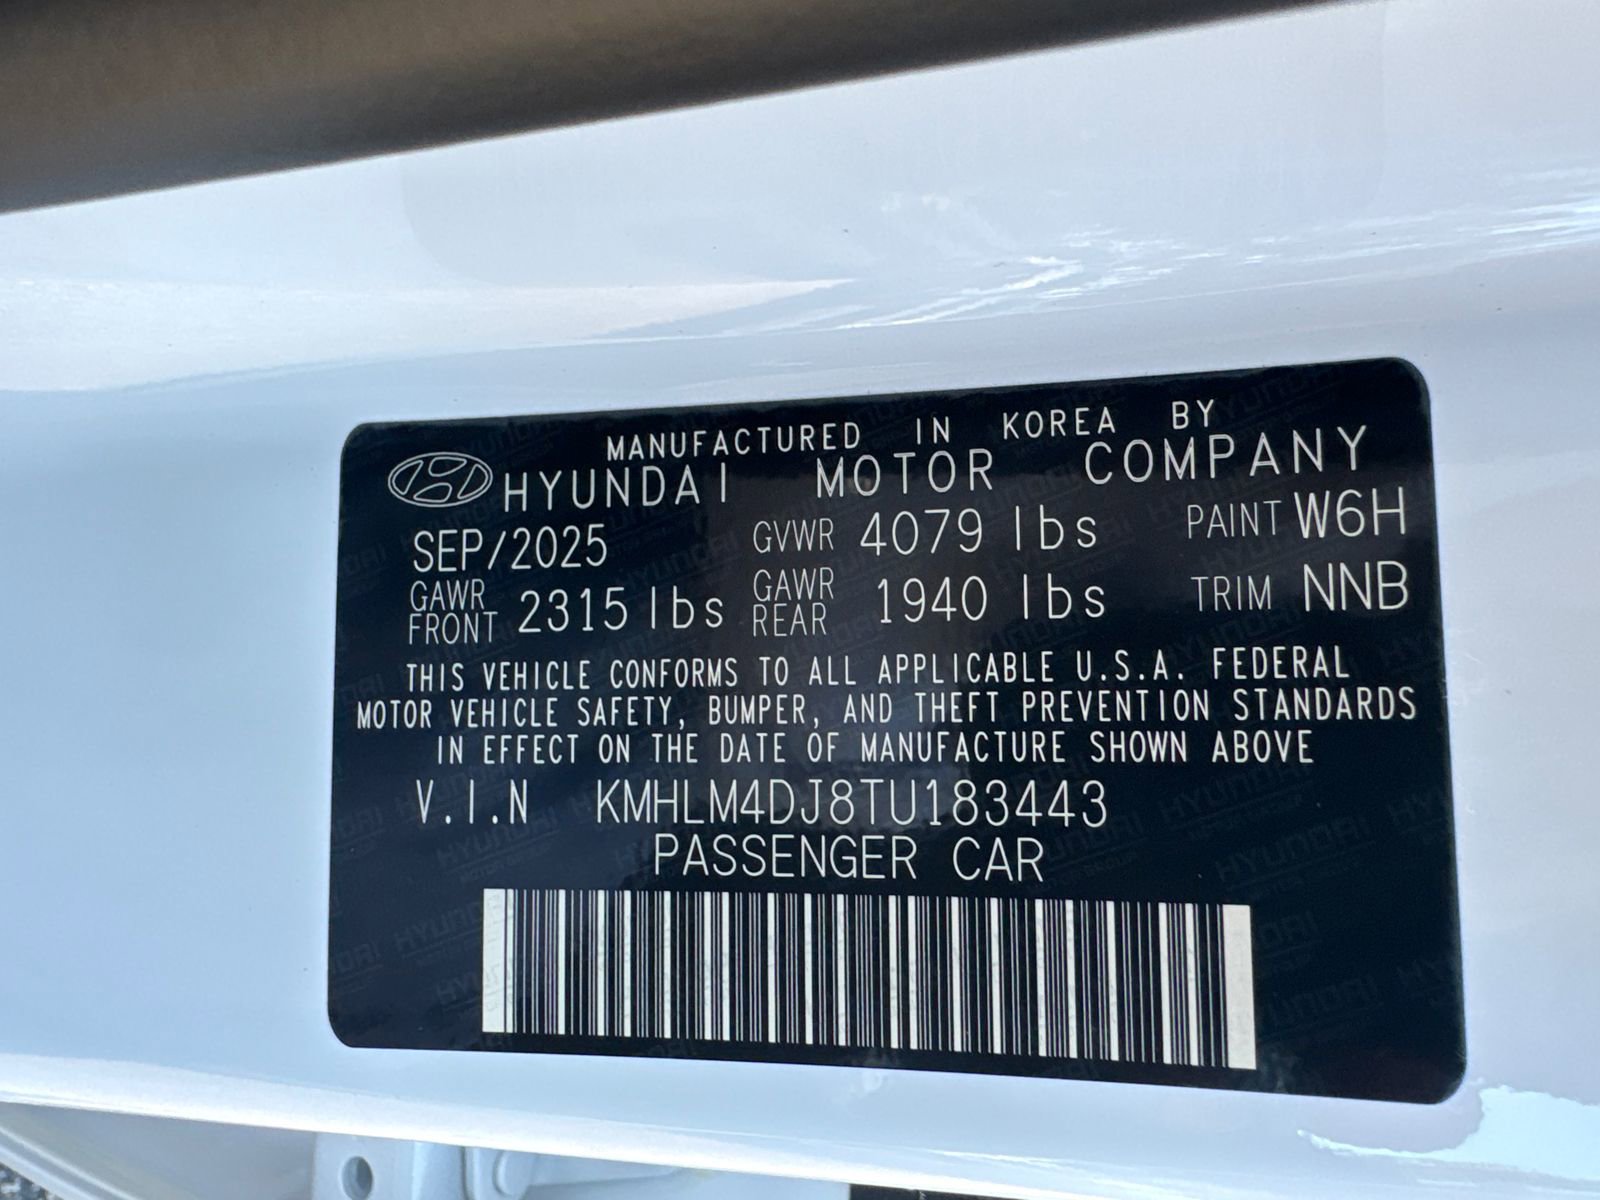 MANUFACTURED IN KOREA BY
HYUNDAI MOTOR COMPANY
SEP/2025 GVWR 4079 lbs PAINT W6H
GAWR FRONT 2315 lbs GAWR REAR 1940 lbs TRIM NNB
THIS VEHICLE CONFORMS TO ALL APPLICABLE U.S.A. FEDERAL
MOTOR VEHICLE SAFETY, BUMPER, AND THEFT PREVENTION STANDARDS
IN EFFECT ON THE DATE OF MANUFACTURE SHOWN ABOVE
V.I.N KMHLM4DJ8TU183443
PASSENGER CAR